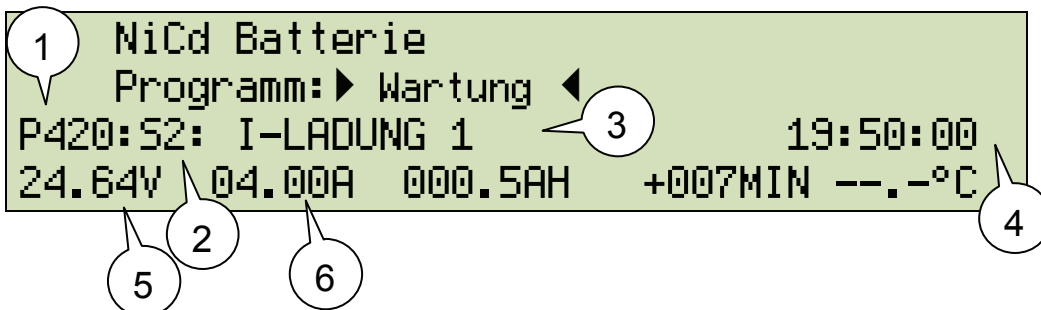 NiCd Batterie
Programm:▶ Wartung ◀
P420:S2: I-LADUNG 1 19:50:00
24.64V 04.00A 000.5AH +007MIN --.-°C
1
2
3
4
5
6